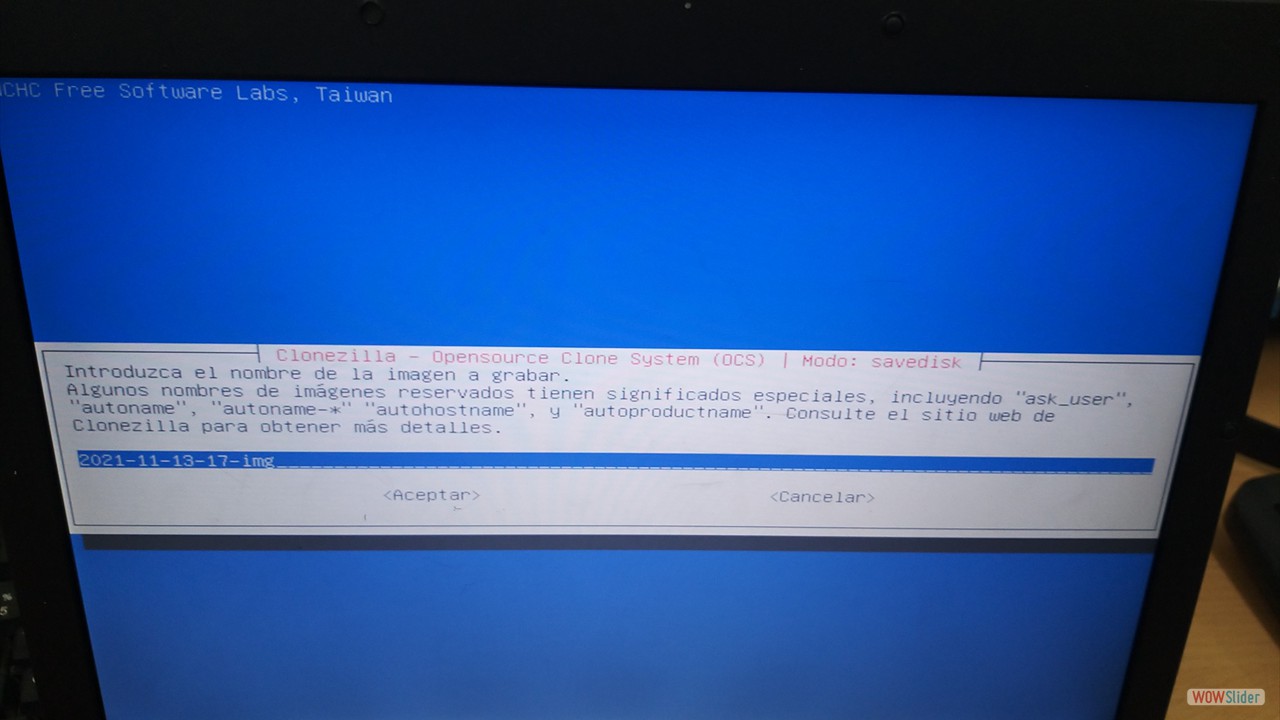 NCHC Free Software Labs, Taiwan
Clonezilla - Opensource Clone System (OCS) | Modo: savedisk
Introduzca el nombre de la imagen a grabar.
Algunos nombres de imágenes reservados tienen significados especiales, incluyendo "ask_user",
"autoname", "autoname-*" "autohostname", y "autoproductname". Consulte el sitio web de
Clonezilla para obtener más detalles.
2021-11-13-17-img
<Aceptar> <Cancelar>
%
5
WOWSlider